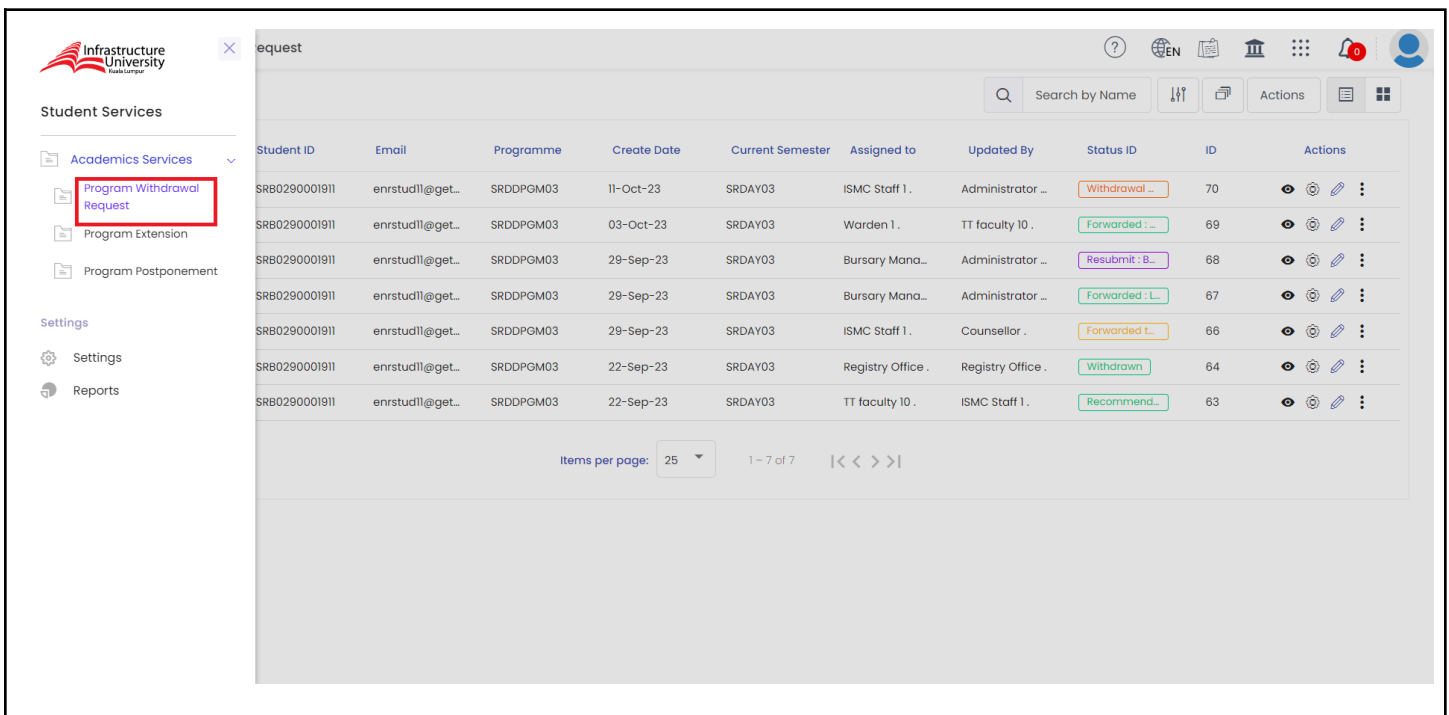 Infrastructure
University
Kuala Lumpur
equest
EN
0
Student Services
Search by Name
Actions
Academics Services
Student ID Email Programme Create Date Current Semester Assigned to Updated By Status ID ID Actions
Program Withdrawal
Request
SRB0290001911 enrstud11@get... SRDDPGM03 11-Oct-23 SRDAY03 ISMC Staff 1 . Administrator ... Withdrawal ... 70
Program Extension
SRB0290001911 enrstud11@get... SRDDPGM03 03-Oct-23 SRDAY03 Warden 1 . TT faculty 10 . Forwarded : ... 69
Program Postponement
SRB0290001911 enrstud11@get... SRDDPGM03 29-Sep-23 SRDAY03 Bursary Mana... Administrator ... Resubmit : B... 68
SRB0290001911 enrstud11@get... SRDDPGM03 29-Sep-23 SRDAY03 Bursary Mana... Administrator ... Forwarded : L... 67
Settings
SRB0290001911 enrstud11@get... SRDDPGM03 29-Sep-23 SRDAY03 ISMC Staff 1 . Counsellor . Forwarded t... 66
Settings
SRB0290001911 enrstud11@get... SRDDPGM03 22-Sep-23 SRDAY03 Registry Office . Registry Office . Withdrawn 64
Reports
SRB0290001911 enrstud11@get... SRDDPGM03 22-Sep-23 SRDAY03 TT faculty 10 . ISMC Staff 1 . Recommend... 63
Items per page: 25 1 – 7 of 7